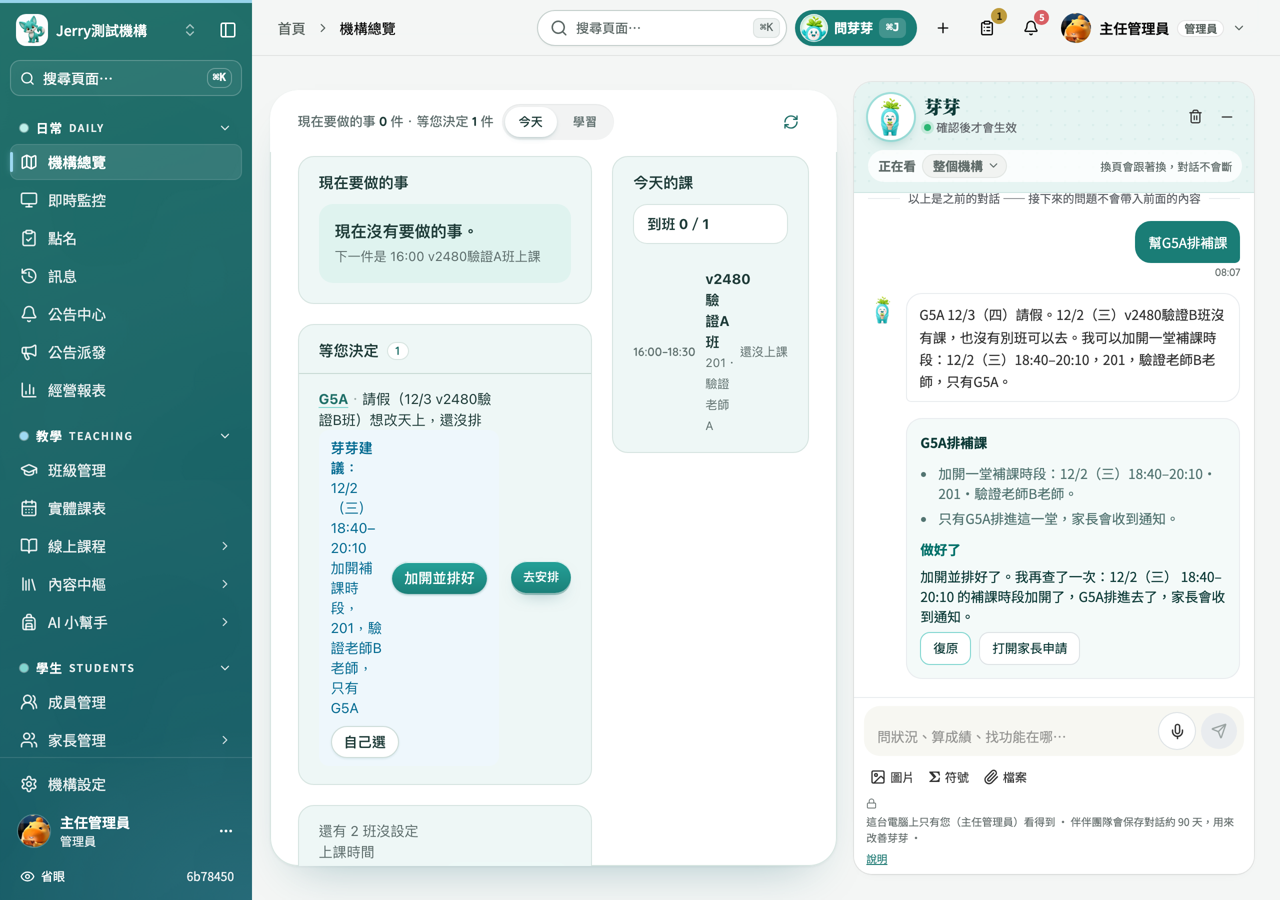 Jerry測試機構
搜尋頁面… ⌘K
日常 DAILY
機構總覽
即時監控
點名
訊息
公告中心
公告派發
經營報表
教學 TEACHING
班級管理
實體課表
線上課程
內容中樞
AI 小幫手
學生 STUDENTS
成員管理
家長管理
機構設定
主任管理員
管理員
省眼 6b78450
首頁 機構總覽
搜尋頁面… ⌘K
問芽芽 ⌘J
1
5
主任管理員 管理員
現在要做的事 0 件 · 等您決定 1 件 今天 學習
現在要做的事
現在沒有要做的事。
下一件是 16:00 v2480驗證A班上課
等您決定 1
G5A · 請假（12/3 v2480驗
證B班）想改天上，還沒排
芽芽建
議：
12/2
（三）
18:40–
20:10
加開補
課時
段，
201，驗
證老師B
老師，
只有
G5A
加開並排好
去安排
自己選
還有 2 班沒設定
上課時間
今天的課
到班 0 / 1
16:00–18:30
v2480
驗
證A
班
201 ·
驗證
老師
A
還沒上課
芽芽
確認後才會生效
正在看 整個機構 換頁會跟著換，對話不會斷
以上是之前的對話 —— 接下來的問題不會帶入前面的內容
幫G5A排補課
08:07
G5A 12/3（四）請假。12/2（三）v2480驗證B班沒
有課，也沒有別班可以去。我可以加開一堂補課時
段：12/2（三）18:40–20:10，201，驗證老師B老
師，只有G5A。
G5A排補課
• 加開一堂補課時段：12/2（三）18:40–20:10・
201・驗證老師B老師。
• 只有G5A排進這一堂，家長會收到通知。
做好了
加開並排好了。我再查了一次：12/2（三） 18:40–
20:10 的補課時段加開了，G5A排進去了，家長會收
到通知。
復原 打開家長申請
問狀況、算成績、找功能在哪…
圖片 符號 檔案
這台電腦上只有您（主任管理員）看得到 ・ 伴伴團隊會保存對話約 90 天，用來
改善芽芽 ・
說明